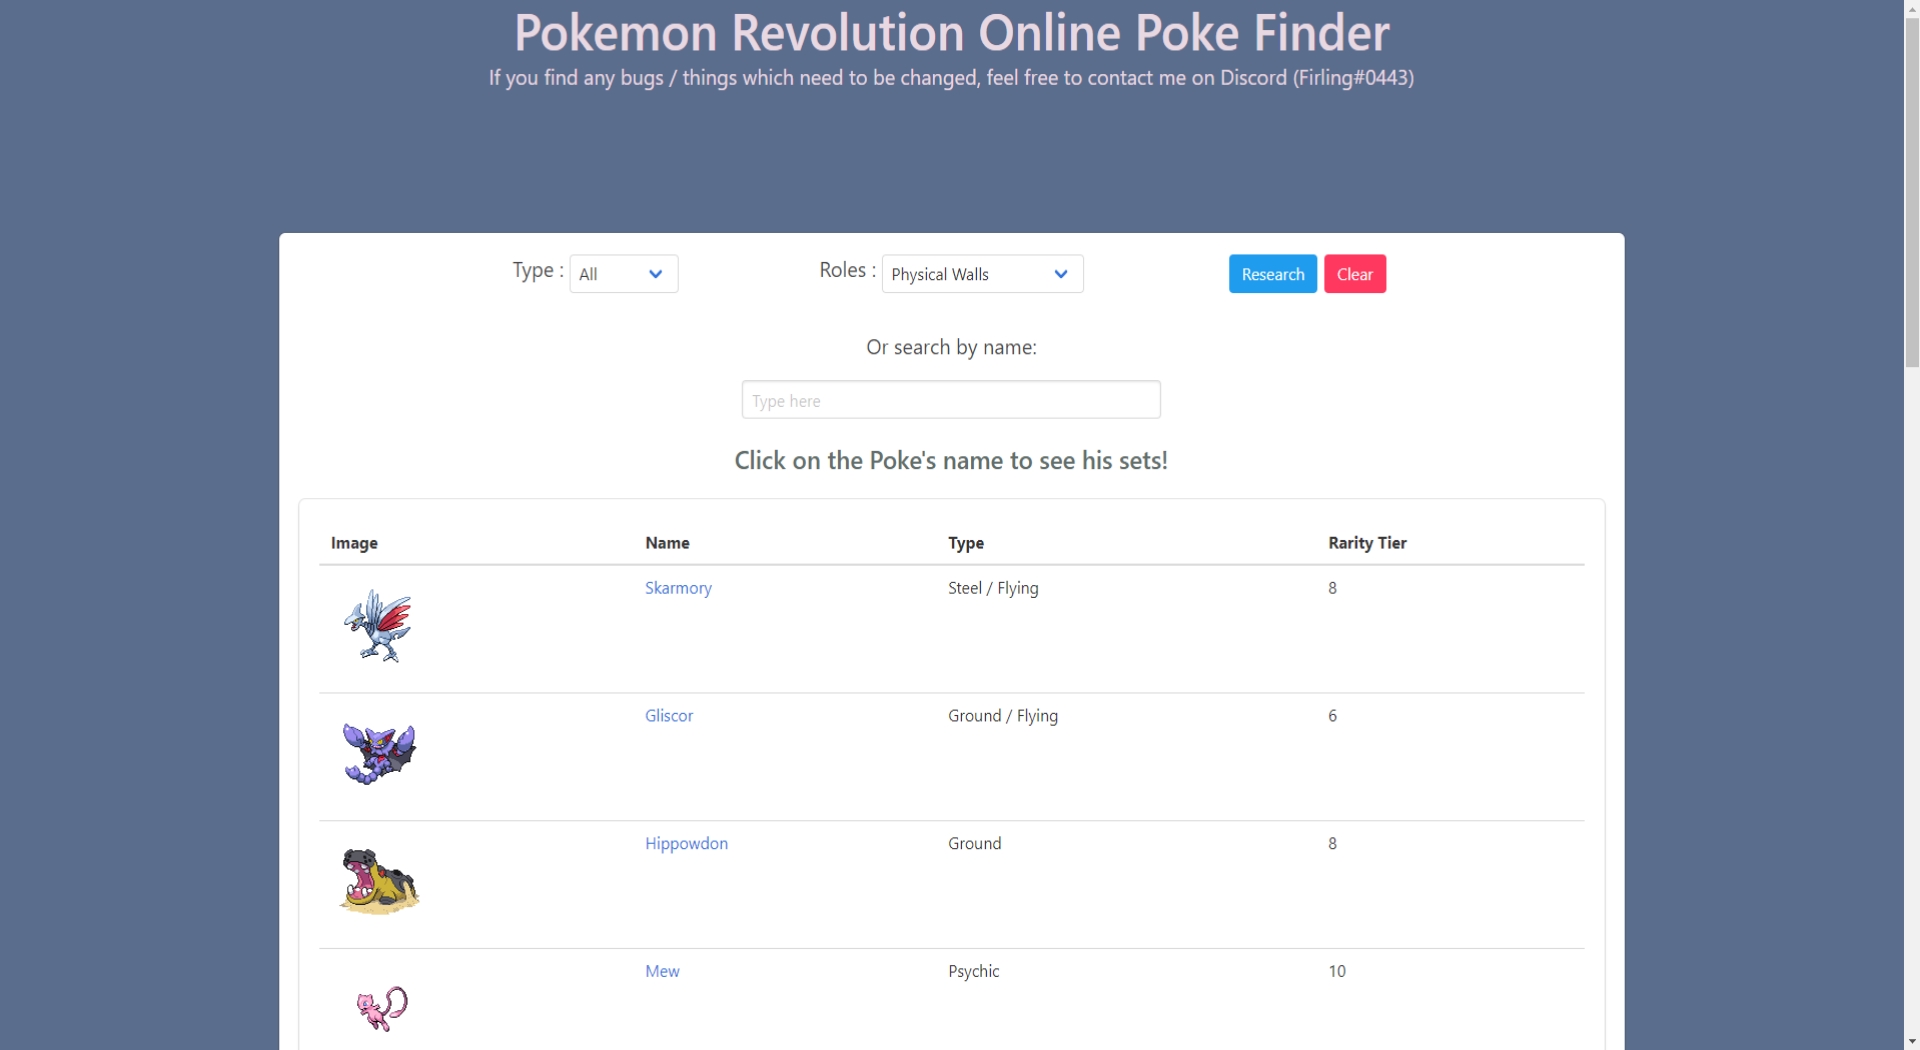 Pokemon Revolution Online Poke Finder
If you find any bugs / things which need to be changed, feel free to contact me on Discord (Firling#0443)
Type : All Roles : Physical Walls Research Clear
Or search by name:
Type here
Click on the Poke's name to see his sets!
Image Name Type Rarity Tier
Skarmory Steel / Flying 8
Gliscor Ground / Flying 6
Hippowdon Ground 8
Mew Psychic 10